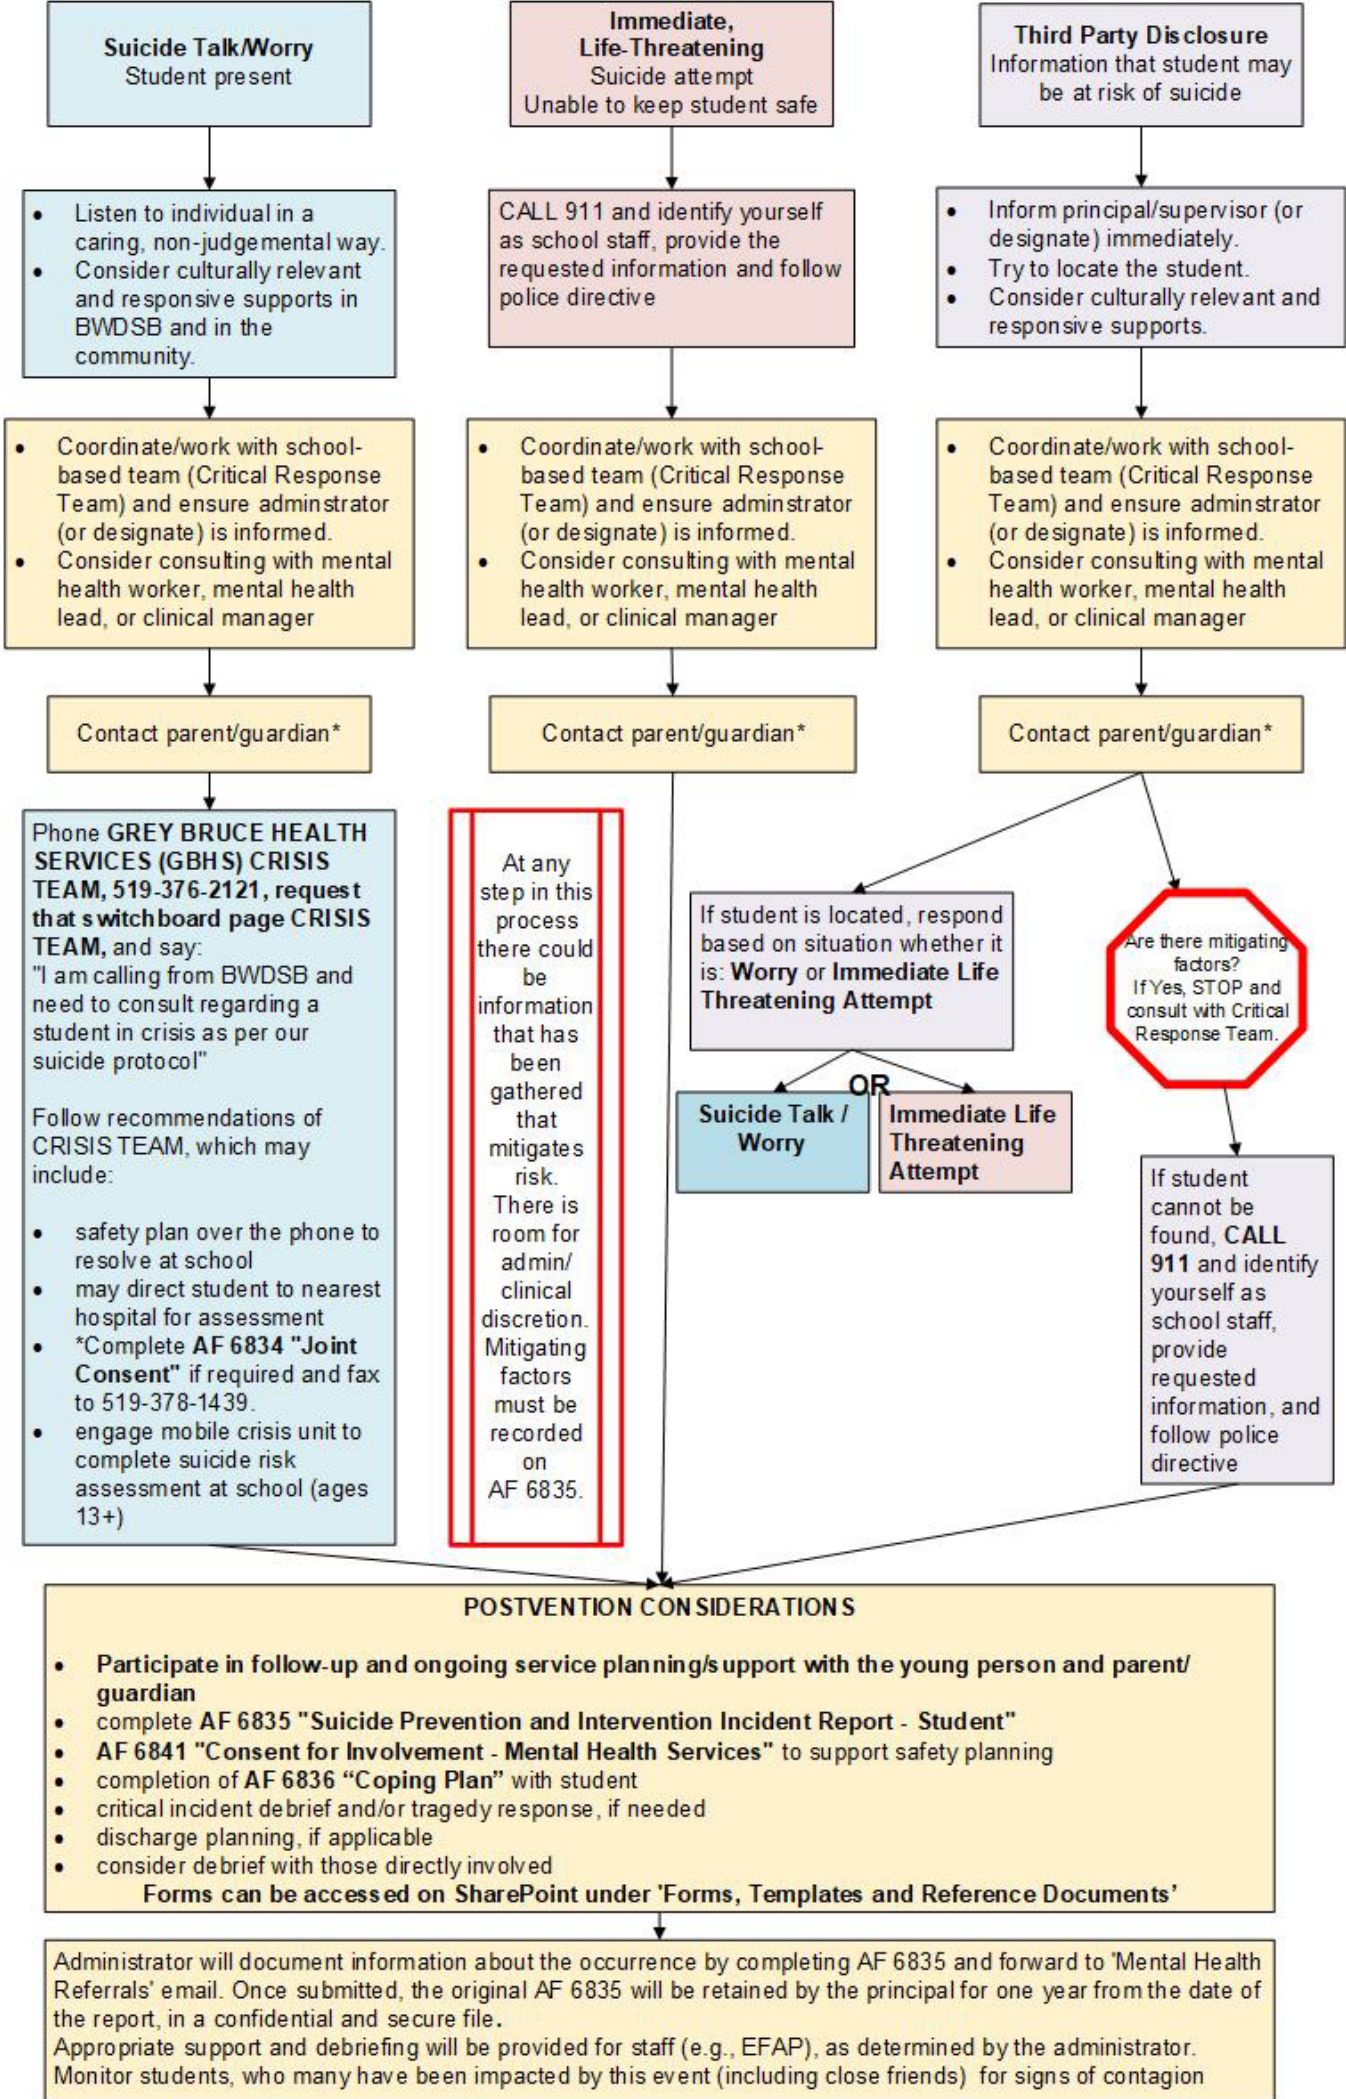 Suicide Talk/Worry
Student present
Immediate,
Life-Threatening
Suicide attempt
Unable to keep student safe
Third Party Disclosure
Information that student may
be at risk of suicide
• Listen to individual in a
caring, non-judgemental way.
• Consider culturally relevant
and responsive supports in
BWDSB and in the
community.
CALL 911 and identify yourself
as school staff, provide the
requested information and follow
police directive
• Inform principal/supervisor (or
designate) immediately.
• Try to locate the student.
• Consider culturally relevant and
responsive supports.
• Coordinate/work with school-
based team (Critical Response
Team) and ensure adminstrator
(or designate) is informed.
• Consider consulting with mental
health worker, mental health
lead, or clinical manager
• Coordinate/work with school-
based team (Critical Response
Team) and ensure adminstrator
(or designate) is informed.
• Consider consulting with mental
health worker, mental health
lead, or clinical manager
• Coordinate/work with school-
based team (Critical Response
Team) and ensure adminstrator
(or designate) is informed.
• Consider consulting with mental
health worker, mental health
lead, or clinical manager
Contact parent/guardian*
Contact parent/guardian*
Contact parent/guardian*
Phone GREY BRUCE HEALTH
SERVICES (GBHS) CRISIS
TEAM, 519-376-2121, request
that switchboard page CRISIS
TEAM, and say:
"I am calling from BWDSB and
need to consult regarding a
student in crisis as per our
suicide protocol"
Follow recommendations of
CRISIS TEAM, which may
include:
• safety plan over the phone to
resolve at school
• may direct student to nearest
hospital for assessment
• *Complete AF 6834 "Joint
Consent" if required and fax
to 519-378-1439.
• engage mobile crisis unit to
complete suicide risk
assessment at school (ages
13+)
At any
step in this
process
there could
be
information
that has
been
gathered
that
mitigates
risk.
There is
room for
admin/
clinical
discretion.
Mitigating
factors
must be
recorded
on
AF 6835.
If student is located, respond
based on situation whether it
is: Worry or Immediate Life
Threatening Attempt
OR
Suicide Talk /
Worry
Immediate Life
Threatening
Attempt
Are there mitigating
factors?
If Yes, STOP and
consult with Critical
Response Team.
If student
cannot be
found, CALL
911 and identify
yourself as
school staff,
provide
requested
information, and
follow police
directive
POSTVENTION CONSIDERATIONS
• Participate in follow-up and ongoing service planning/support with the young person and parent/
guardian
• complete AF 6835 "Suicide Prevention and Intervention Incident Report - Student"
• AF 6841 "Consent for Involvement - Mental Health Services" to support safety planning
• completion of AF 6836 “Coping Plan” with student
• critical incident debrief and/or tragedy response, if needed
• discharge planning, if applicable
• consider debrief with those directly involved
Forms can be accessed on SharePoint under 'Forms, Templates and Reference Documents’
Administrator will document information about the occurrence by completing AF 6835 and forward to 'Mental Health
Referrals' email. Once submitted, the original AF 6835 will be retained by the principal for one year from the date of
the report, in a confidential and secure file.
Appropriate support and debriefing will be provided for staff (e.g., EFAP), as determined by the administrator.
Monitor students, who many have been impacted by this event (including close friends) for signs of contagion